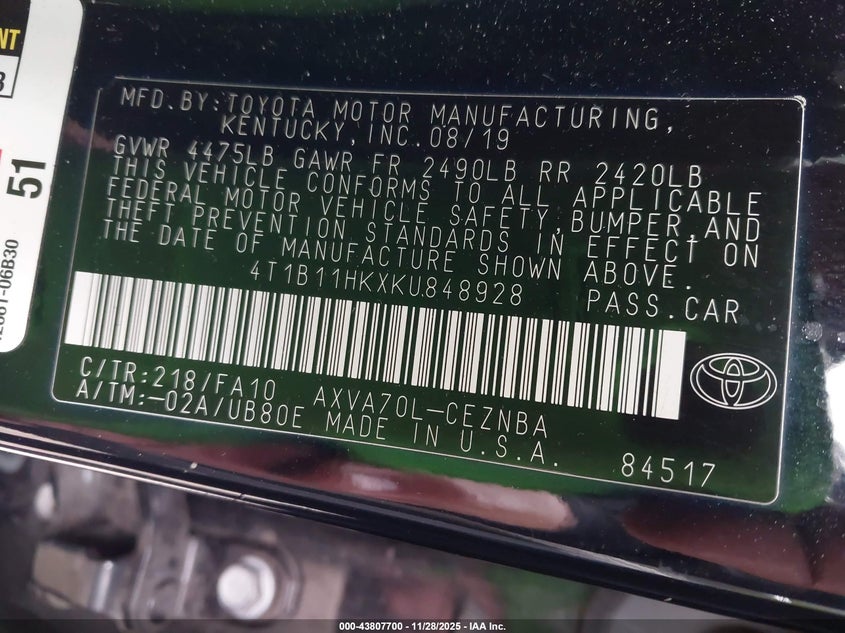 NT
51
MFD.BY:TOYOTA MOTOR MANUFACTURING,
KENTUCKY,INC.08/19
GVWR 4475LB GAWR FR 2490LB RR 2420LB
THIS VEHICLE CONFORMS TO ALL APPLICABLE
FEDERAL MOTOR VEHICLE SAFETY,BUMPER,AND
THEFT PREVENTION STANDARDS IN EFFECT ON
THE DATE OF MANUFACTURE SHOWN ABOVE.
4T1B11HKXKU848928 PASS.CAR
C/TR:218/FA10 AXVA70L-CEZNBA
A/TM:-02A/UB80E MADE IN U.S.A.
84517
000-43807700 - 11/28/2025 - IAA Inc.